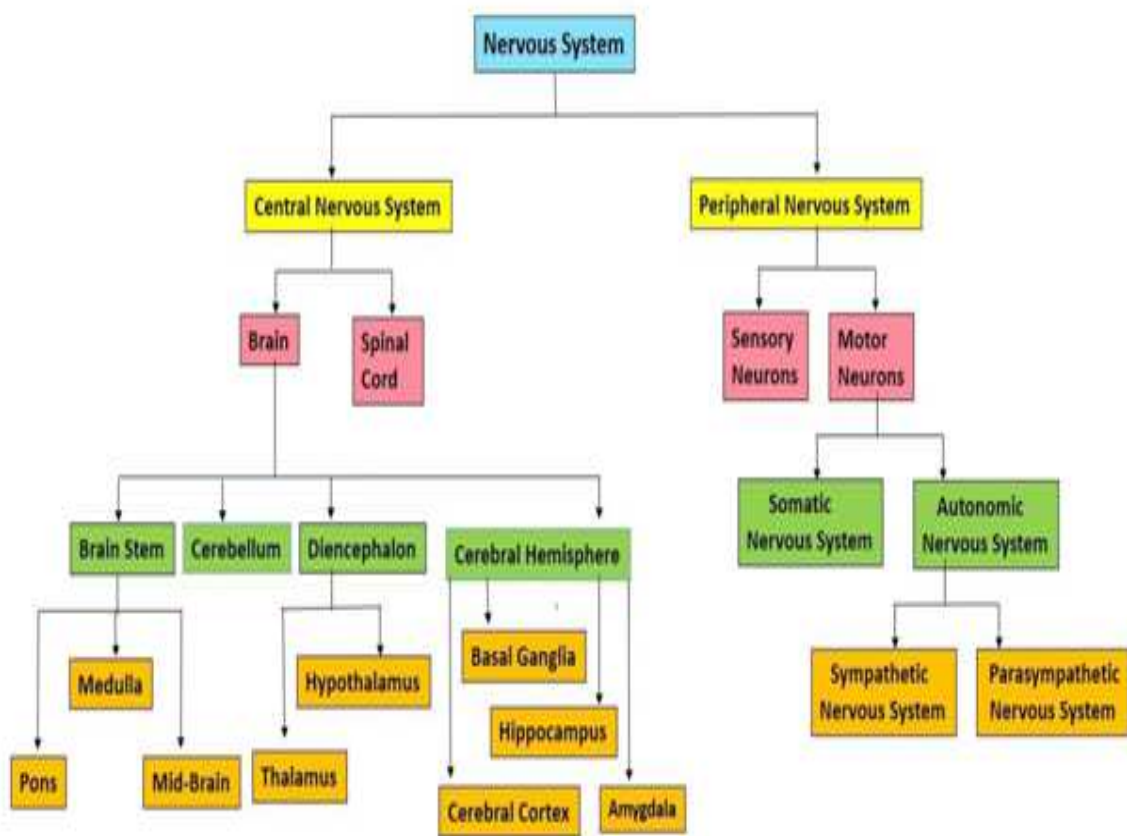 Nervous System
Central Nervous System
Peripheral Nervous System
Brain
Spinal
Cord
Sensory
Neurons
Motor
Neurons
Brain Stem
Cerebellum
Diencephalon
Cerebral Hemisphere
Somatic
Nervous System
Autonomic
Nervous System
Pons
Medulla
Mid-Brain
Thalamus
Hypothalamus
Cerebral Cortex
Basal Ganglia
Hippocampus
Amygdala
Sympathetic
Nervous System
Parasympathetic
Nervous System